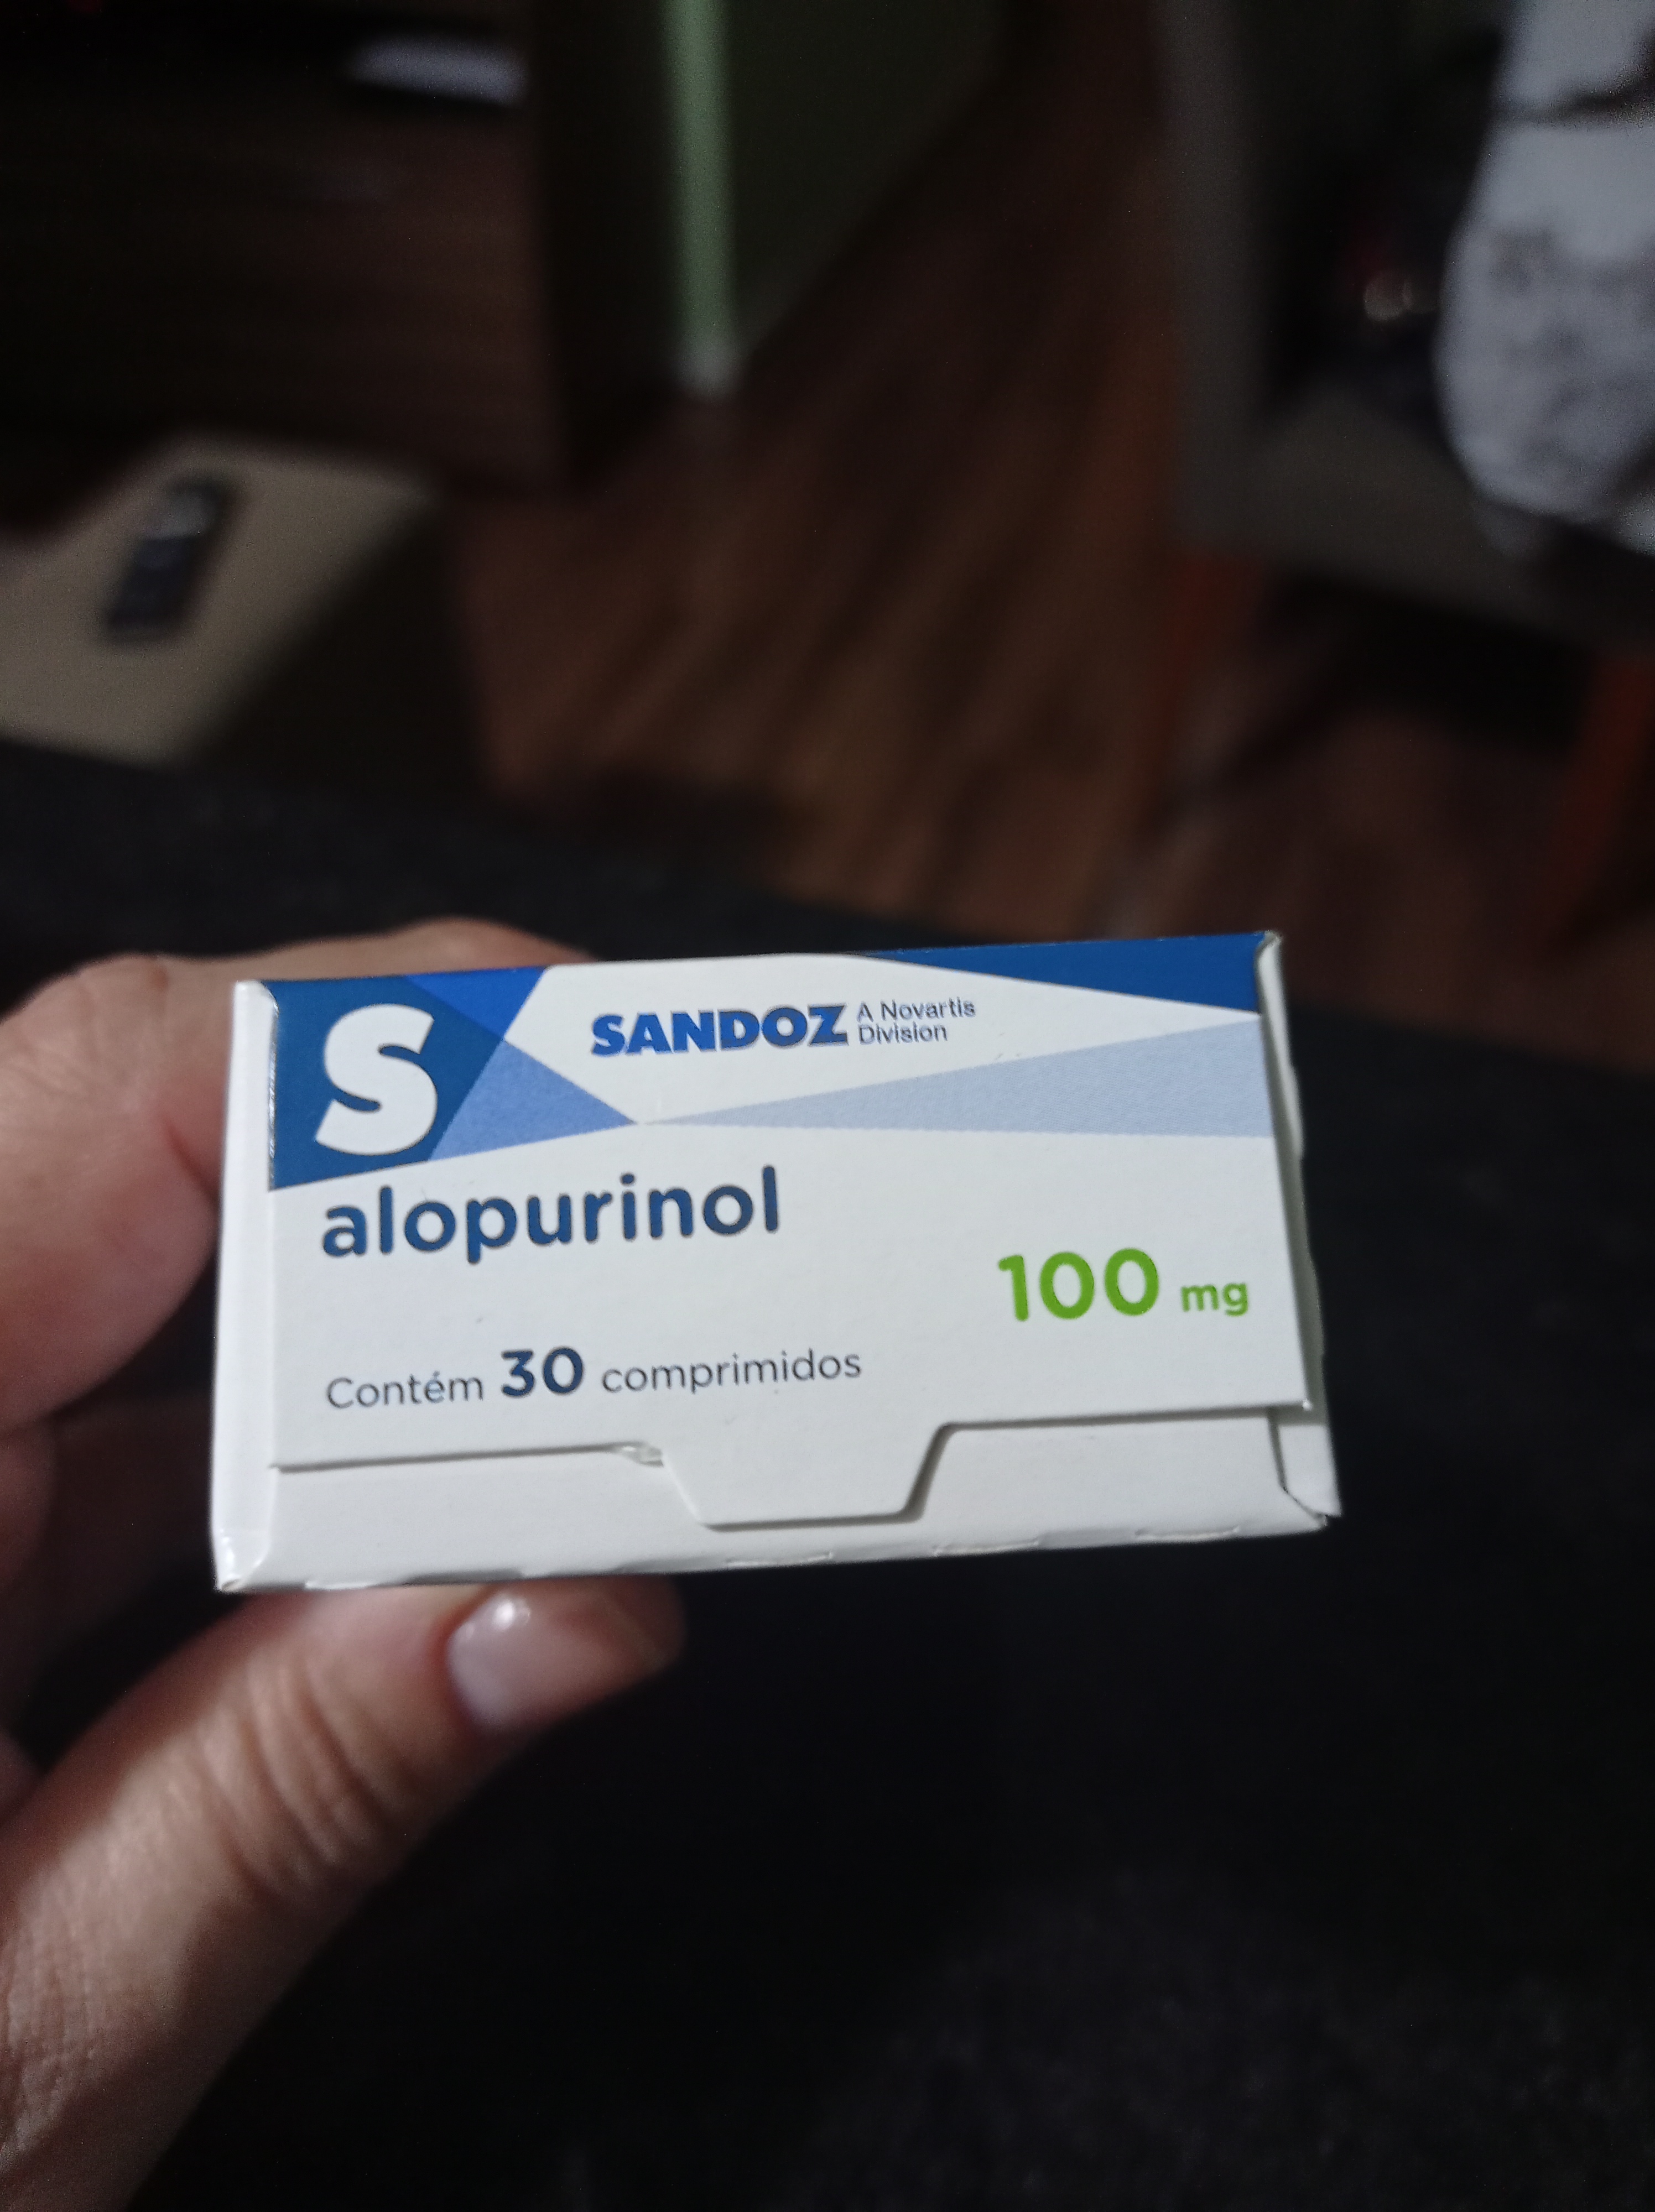 S
SANDOZ A Novartis
Division
alopurinol
100 mg
Contém 30 comprimidos